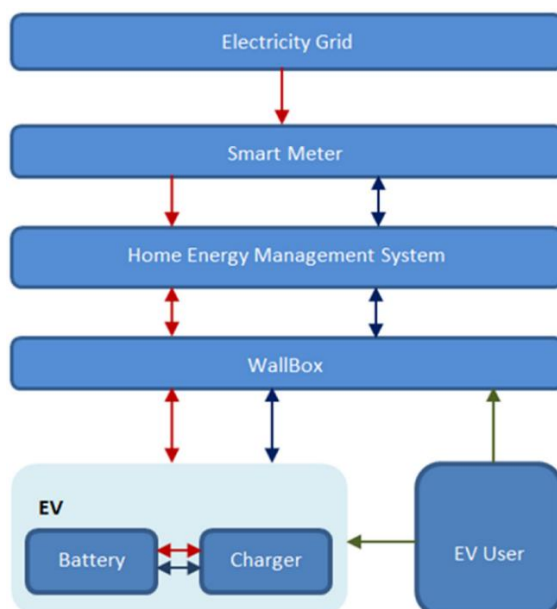 Electricity Grid
Smart Meter
Home Energy Management System
WallBox
EV
Battery
Charger
EV User